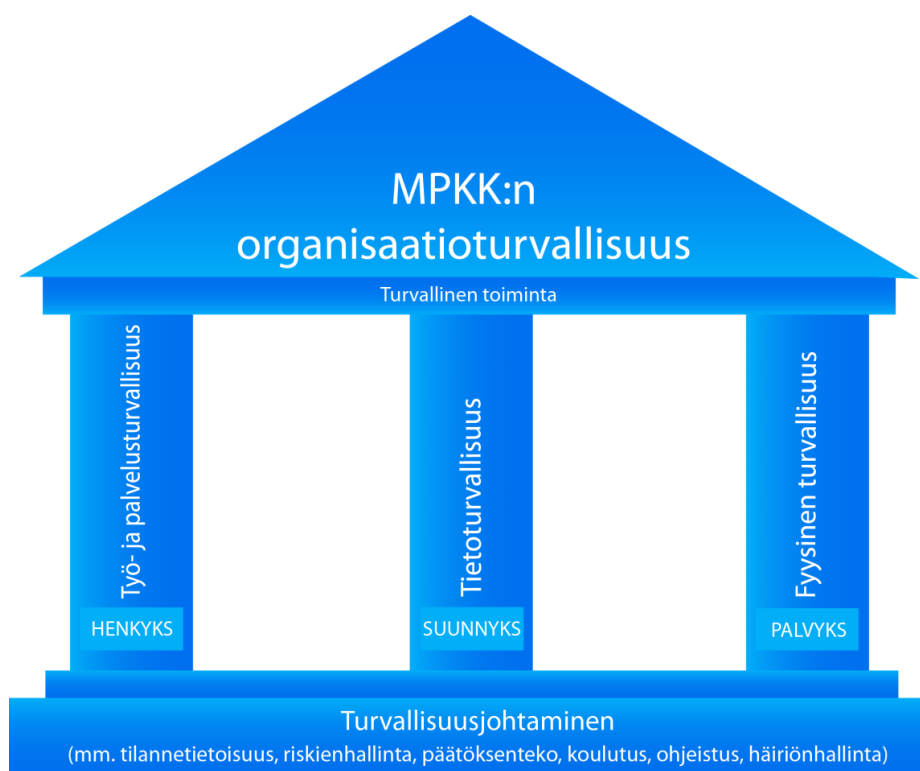 MPKK:n
organisaatioturvallisuus
Turvallinen toiminta
Työ- ja palvelusturvallisuus
HENKYKS
Tietoturvallisuus
SUUNNYKS
Fyysinen turvallisuus
PALVYKS
Turvallisuusjohtaminen
(mm. tilannetietoisuus, riskienhallinta, päätöksenteko, koulutus, ohjeistus, häiriönhallinta)